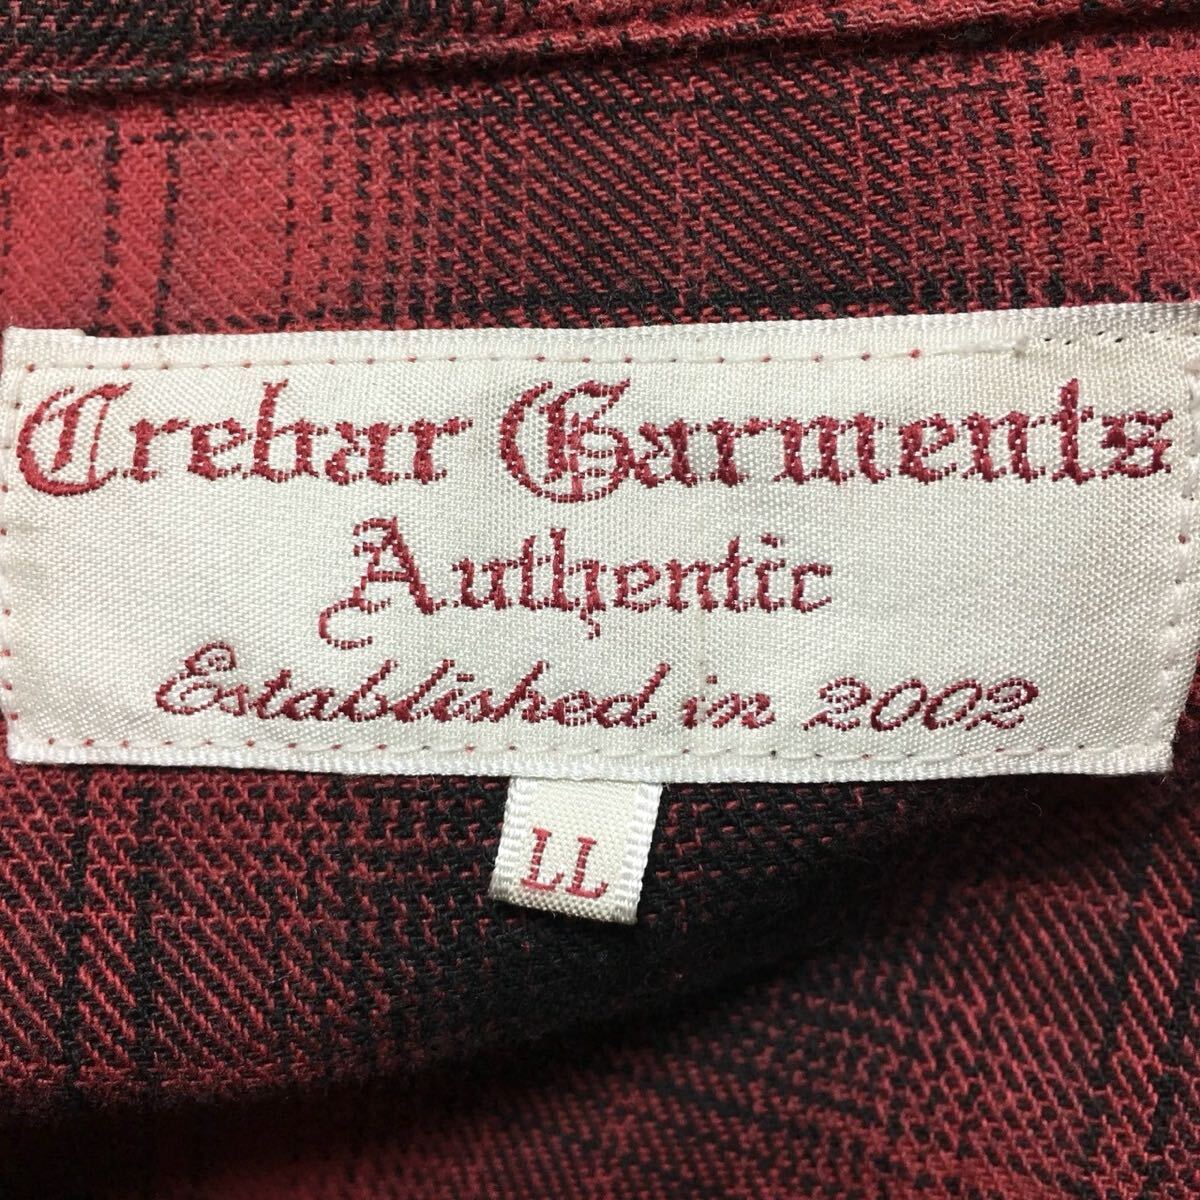 Crebar Garments
Authentic
Established in 2002
LL